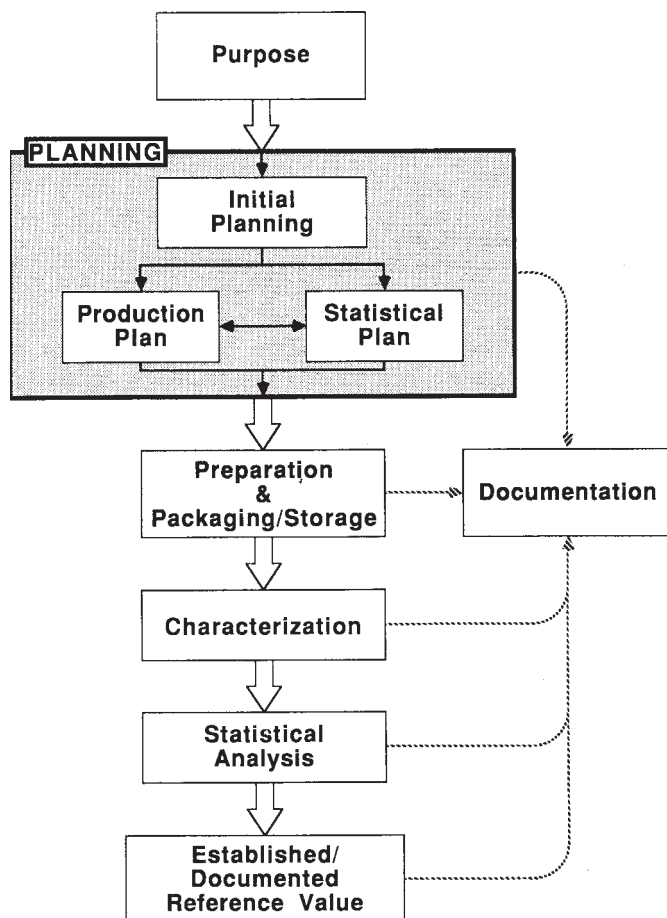 Purpose
PLANNING
Initial
Planning
Production
Plan
Statistical
Plan
Preparation
&
Packaging/Storage
Documentation
Characterization
Statistical
Analysis
Established/
Documented
Reference Value